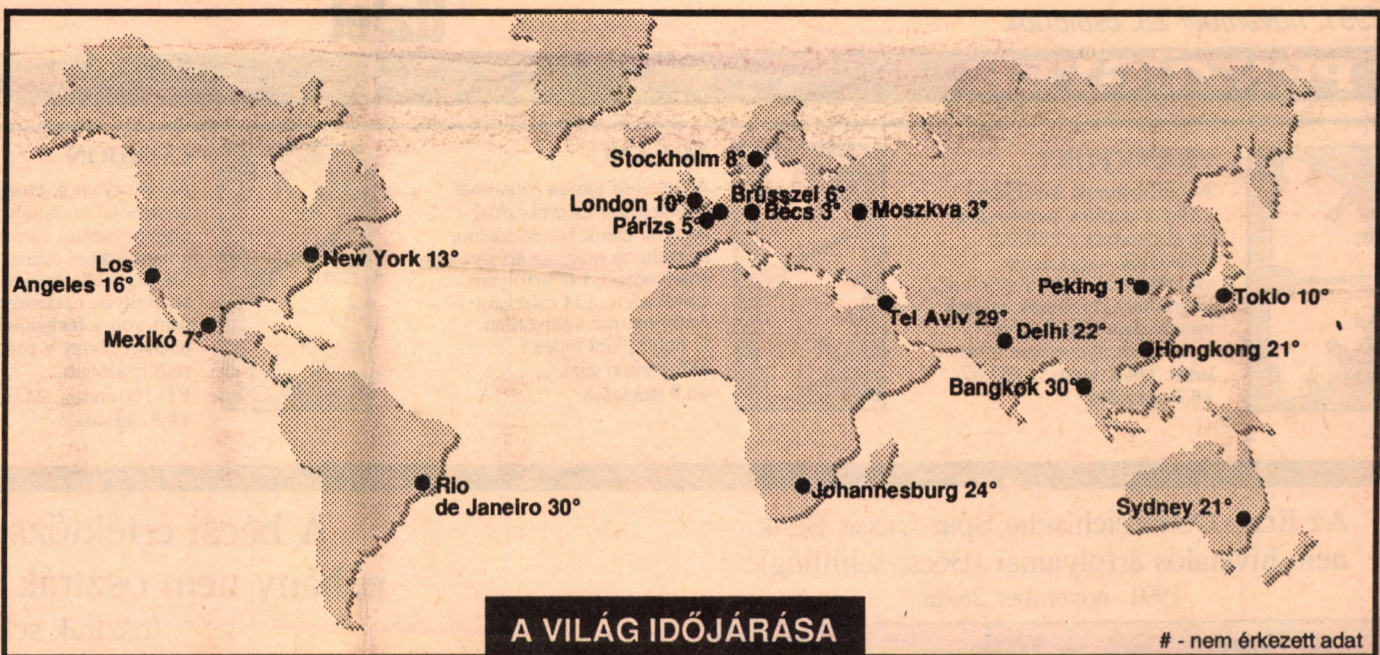 Stockholm 8°
London 10°
Brüsszel 6°
Párizs 5°
Bécs 3°
Moszkva 3°
New York 13°
Los
Angeles 16°
Mexikó 7°
Peking 1°
Tokio 10°
Tel Aviv 29°
Delhi 22°
Hongkong 21°
Bangkok 30°
Rio
de Janeiro 30°
Johannesburg 24°
Sydney 21°
A VILÁG IDŐJÁRÁSA
# - nem érkezett adat